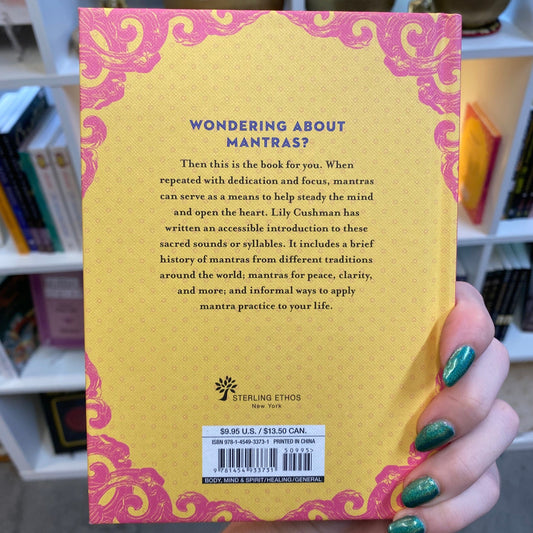 WONDERING ABOUT
MANTRAS?
Then this is the book for you. When
repeated with dedication and focus, mantras
can serve as a means to help steady the mind
and open the heart. Lily Cushman has
written an accessible introduction to these
sacred sounds or syllables. It includes a brief
history of mantras from different traditions
around the world; mantras for peace, clarity,
and more; and informal ways to apply
mantra practice to your life.
STERLING ETHOS
New York
$9.95 U.S. / $13.50 CAN.
ISBN 978-1-4549-3373-1 PRINTED IN CHINA
50995>
9 781454 933731
BODY, MIND & SPIRIT/HEALING/GENERAL